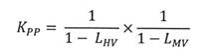 K_PP = 1 / (1 − L_HV) × 1 / (1 − L_MV)